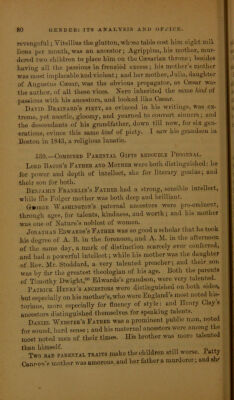 80 GENDER: ITS ANALYSIS AND OFFICE.
revengeful; Vitellius the glutton, whose table cost him eight mil
lions per month, was an ancestor; Agrippina, his mother, mur-
dered two children to place him on the Cæsarian throne; besides
having all the passions in frenzied excess; his mother's mother
was most implacable and violent; and her mother, Julia, daughter
of Augustus Cæsar, was the obvious propagator, as Cæsar was
the author, of all these vices. Nero inherited the same kind of
passions with his ancestors, and looked like Cæsar.
David Brainard's piety, as evinced in his writings, was ex-
treme, yet ascetic, gloomy, and yearned to convert sinners; and
the descendants of his grandfather, down till now, for six gen-
erations, evince this same kind of piety. I saw his grandson in
Boston in 1843, a religious lunatic.
539.—Combined Parental Gifts redouble Personal.
Lord Bacon's Father and Mother were both distinguished: he
for power and depth of intellect, she for literary genius; and
their son for both.
Benjamin Franklin's Father had a strong, sensible intellect,
while the Folger mother was both deep and brilliant.
George Washington's paternal ancestors were pre-eminent,
through ages, for talents, kindness, and worth; and his mother
was one of Nature's noblest of women.
Jonathan Edwards's Father was so good a scholar that he took
his degree of A. B. in the forenoon, and A. M. in the afternoon
of the same day, a mark of distinction scarcely ever conferred,
and had a powerful intellect; while his mother was the daughter
of Rev. Mr. Stoddard, a very talented preacher; and their son
was by far the greatest theologian of his age. Both the parents
of Timothy Dwight, Edwards's grandson, were very talented.
Patrick Henry's ancestors were distinguished on both sides,
but especially on his mother's, who were England's most noted his-
torians, more especially for fluency of style: and Henry Clay's
ancestors distinguished themselves for speaking talents.
Daniel Webster's Father was a prominent public man, noted
for sound, hard sense; and his maternal ancestors were among the
most noted men of their times. His brother was more talented
than himself.
Two bad parental traits make the children still worse. Patty
Cannon's mother was amorous, and her father a murderer; and she